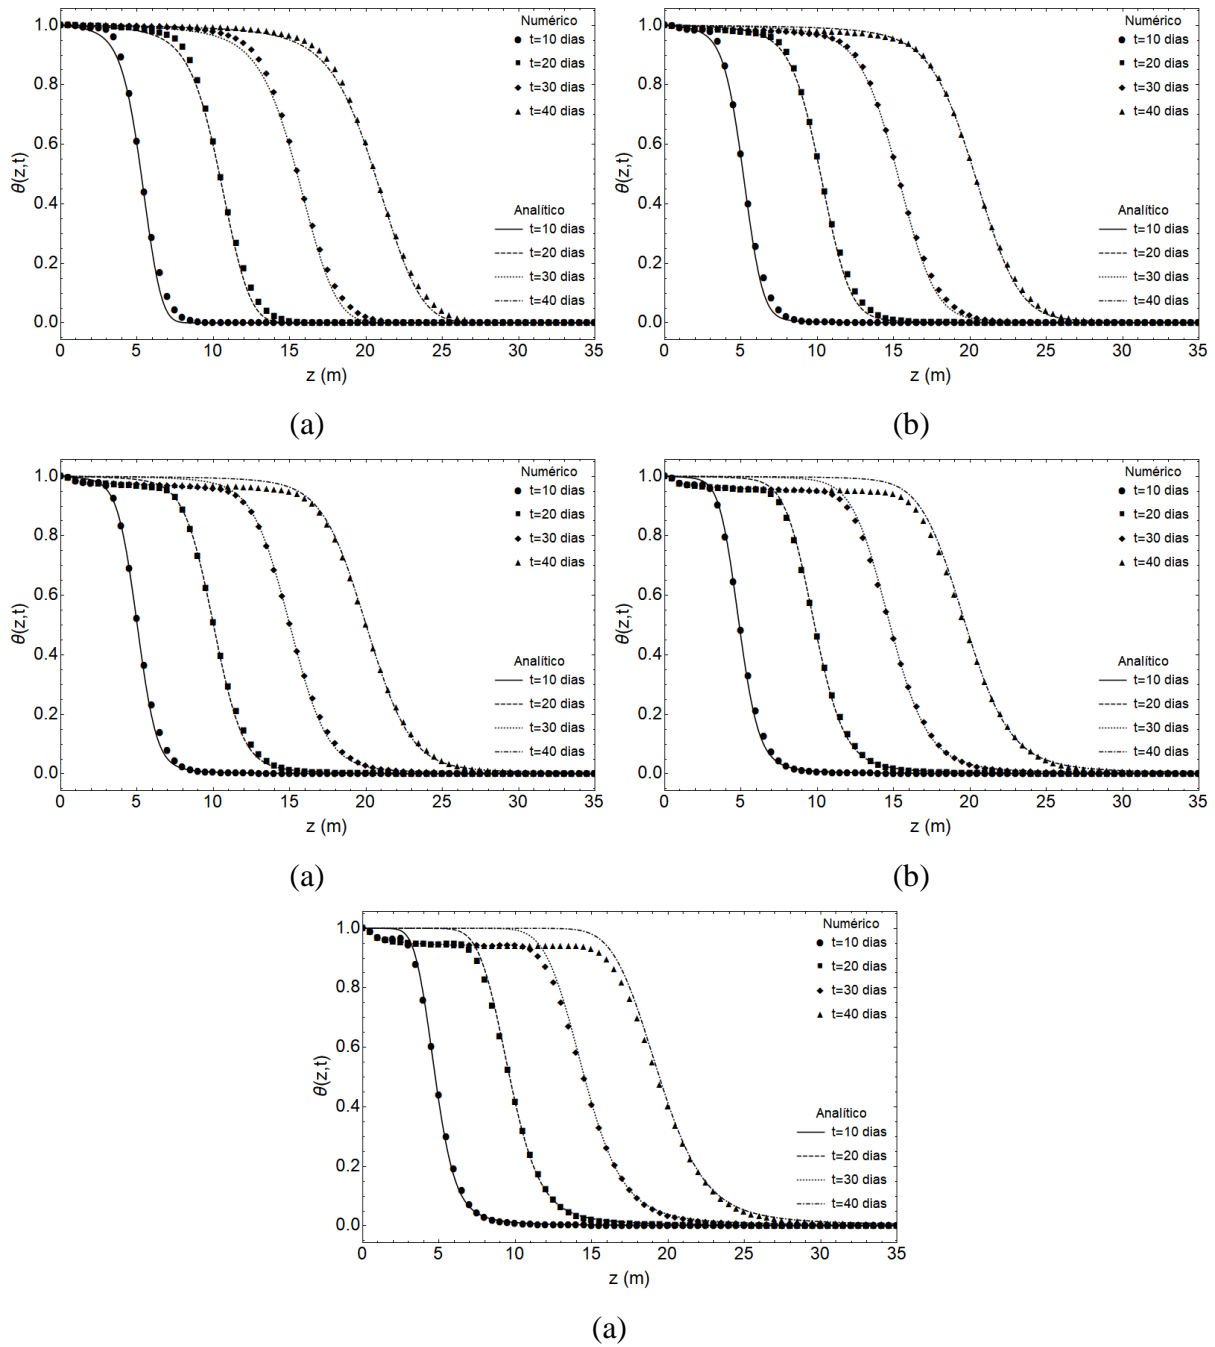 Numérico
t=10 dias
t=20 dias
t=30 dias
t=40 dias
Analítico
t=10 dias
t=20 dias
t=30 dias
t=40 dias
θ(z,t)
1.0
0.8
0.6
0.4
0.2
0.0
0 5 10 15 20 25 30 35
z (m)
(a)
Numérico
t=10 dias
t=20 dias
t=30 dias
t=40 dias
Analítico
t=10 dias
t=20 dias
t=30 dias
t=40 dias
θ(z,t)
1.0
0.8
0.6
0.4
0.2
0.0
0 5 10 15 20 25 30 35
z (m)
(b)
Numérico
t=10 dias
t=20 dias
t=30 dias
t=40 dias
Analítico
t=10 dias
t=20 dias
t=30 dias
t=40 dias
θ(z,t)
1.0
0.8
0.6
0.4
0.2
0.0
0 5 10 15 20 25 30 35
z (m)
(a)
Numérico
t=10 dias
t=20 dias
t=30 dias
t=40 dias
Analítico
t=10 dias
t=20 dias
t=30 dias
t=40 dias
θ(z,t)
1.0
0.8
0.6
0.4
0.2
0.0
0 5 10 15 20 25 30 35
z (m)
(b)
Numérico
t=10 dias
t=20 dias
t=30 dias
t=40 dias
Analítico
t=10 dias
t=20 dias
t=30 dias
t=40 dias
θ(z,t)
1.0
0.8
0.6
0.4
0.2
0.0
0 5 10 15 20 25 30 35
z (m)
(a)